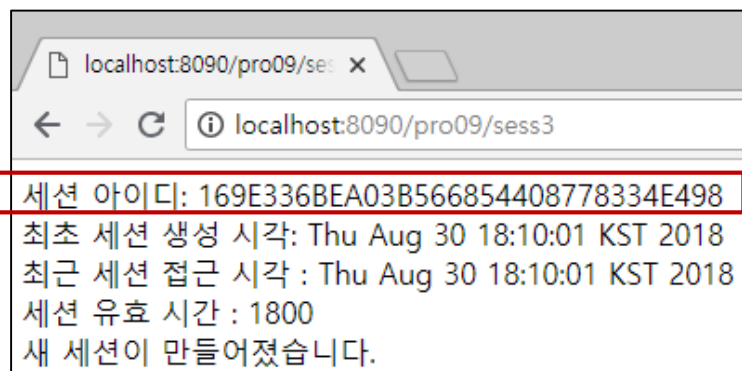 localhost:8090/pro09/ses
localhost:8090/pro09/sess3
세션 아이디: 169E336BEA03B566854408778334E498
최초 세션 생성 시각: Thu Aug 30 18:10:01 KST 2018
최근 세션 접근 시각 : Thu Aug 30 18:10:01 KST 2018
세션 유효 시간 : 1800
새 세션이 만들어졌습니다.